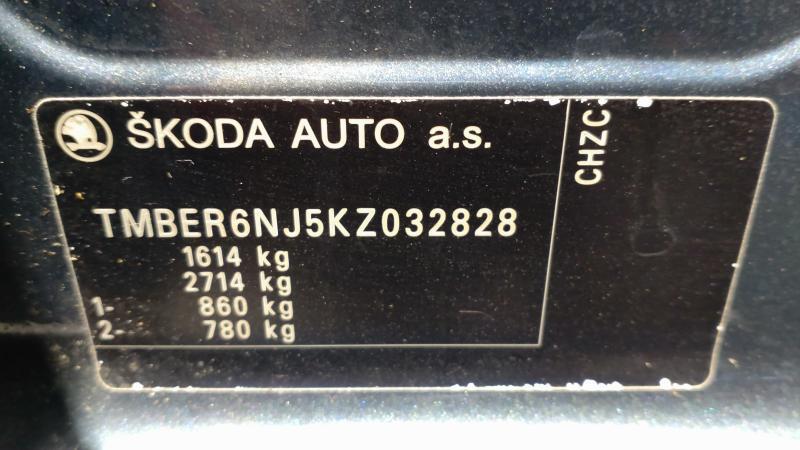 ŠKODA AUTO a.s.
TMBER6NJ5KZ032828
1614 kg
2714 kg
1- 860 kg
2- 780 kg
CHZC